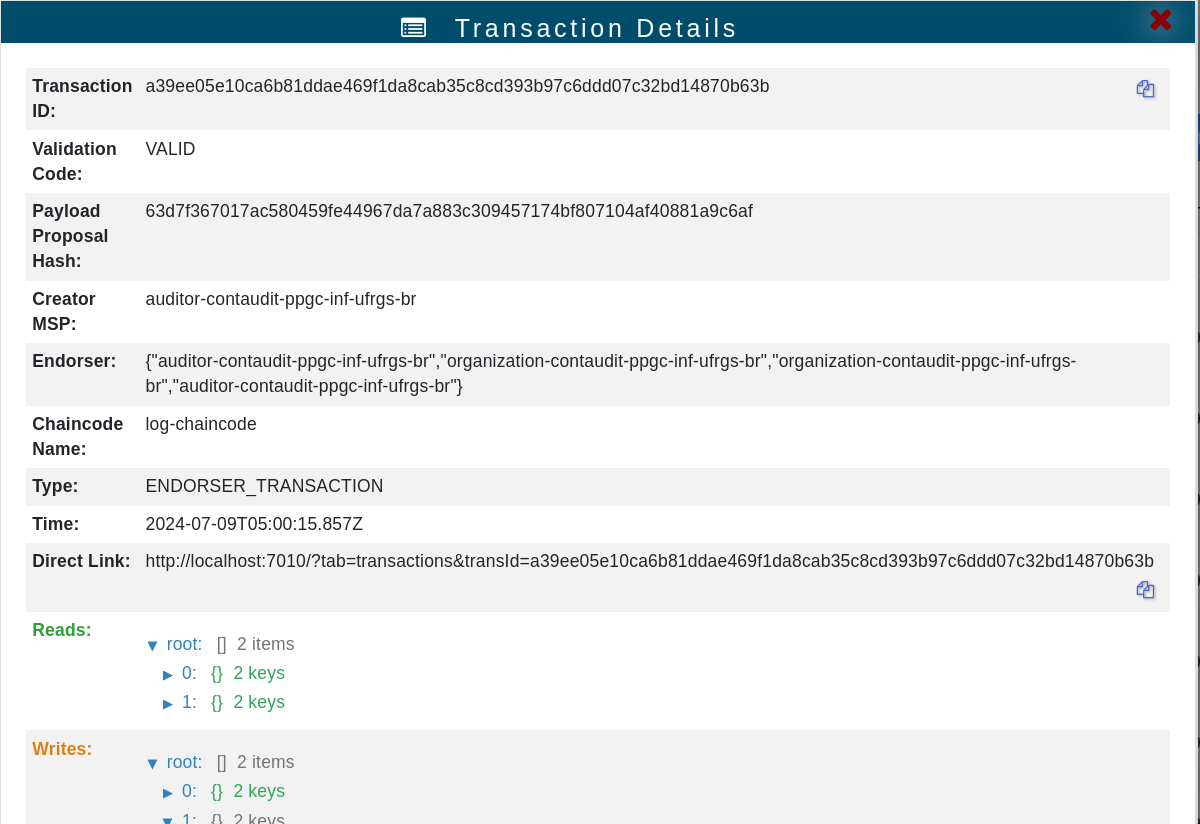 Transaction Details
Transaction ID: a39ee05e10ca6b81ddae469f1da8cab35c8cd393b97c6ddd07c32bd14870b63b
Validation Code: VALID
Payload Proposal Hash: 63d7f367017ac580459fe44967da7a883c309457174bf807104af40881a9c6af
Creator MSP: auditor-contaudit-ppgc-inf-ufrgs-br
Endorser: {"auditor-contaudit-ppgc-inf-ufrgs-br","organization-contaudit-ppgc-inf-ufrgs-br","organization-contaudit-ppgc-inf-ufrgs-
br","auditor-contaudit-ppgc-inf-ufrgs-br"}
Chaincode Name: log-chaincode
Type: ENDORSER_TRANSACTION
Time: 2024-07-09T05:00:15.857Z
Direct Link: http://localhost:7010/?tab=transactions&transId=a39ee05e10ca6b81ddae469f1da8cab35c8cd393b97c6ddd07c32bd14870b63b
Reads:
▼ root: [] 2 items
▶ 0: {} 2 keys
▶ 1: {} 2 keys
Writes:
▼ root: [] 2 items
▶ 0: {} 2 keys
▼ 1: {} 2 keys